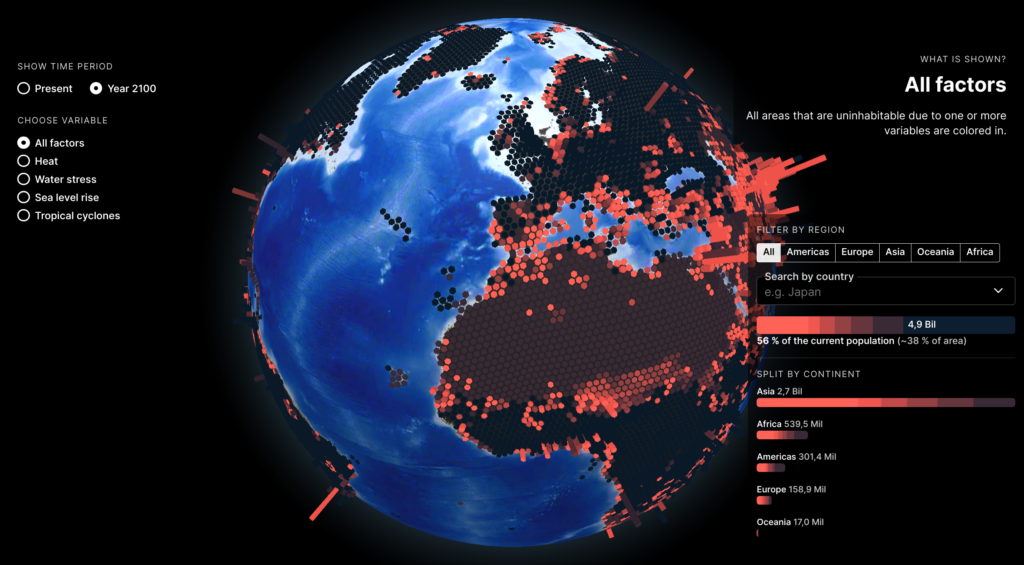 SHOW TIME PERIOD
Present
Year 2100
CHOOSE VARIABLE
All factors
Heat
Water stress
Sea level rise
Tropical cyclones
WHAT IS SHOWN?
All factors
All areas that are uninhabitable due to one or more
variables are colored in.
FILTER BY REGION
All
Americas
Europe
Asia
Oceania
Africa
Search by country
e.g. Japan
4,9 Bil
56 % of the current population (~38 % of area)
SPLIT BY CONTINENT
Asia 2,7 Bil
Africa 539,5 Mil
Americas 301,4 Mil
Europe 158,9 Mil
Oceania 17,0 Mil